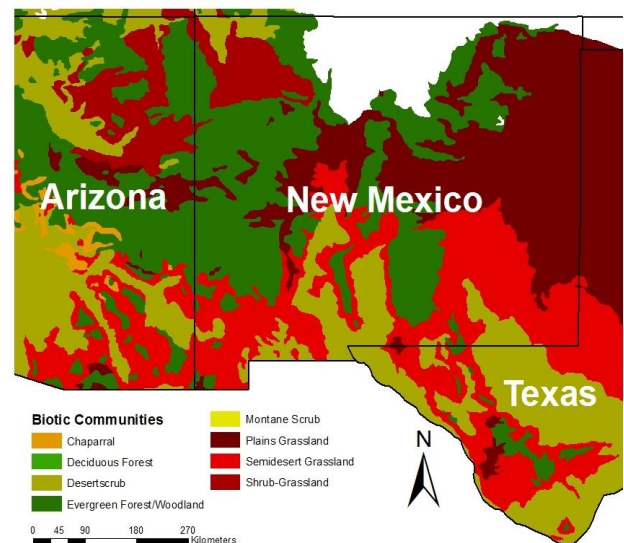 Arizona
New Mexico
Texas
N
Biotic Communities
Chaparral
Deciduous Forest
Desertscrub
Evergreen Forest/Woodland
Montane Scrub
Plains Grassland
Semidesert Grassland
Shrub-Grassland
0 45 90 180 270
Kilometers